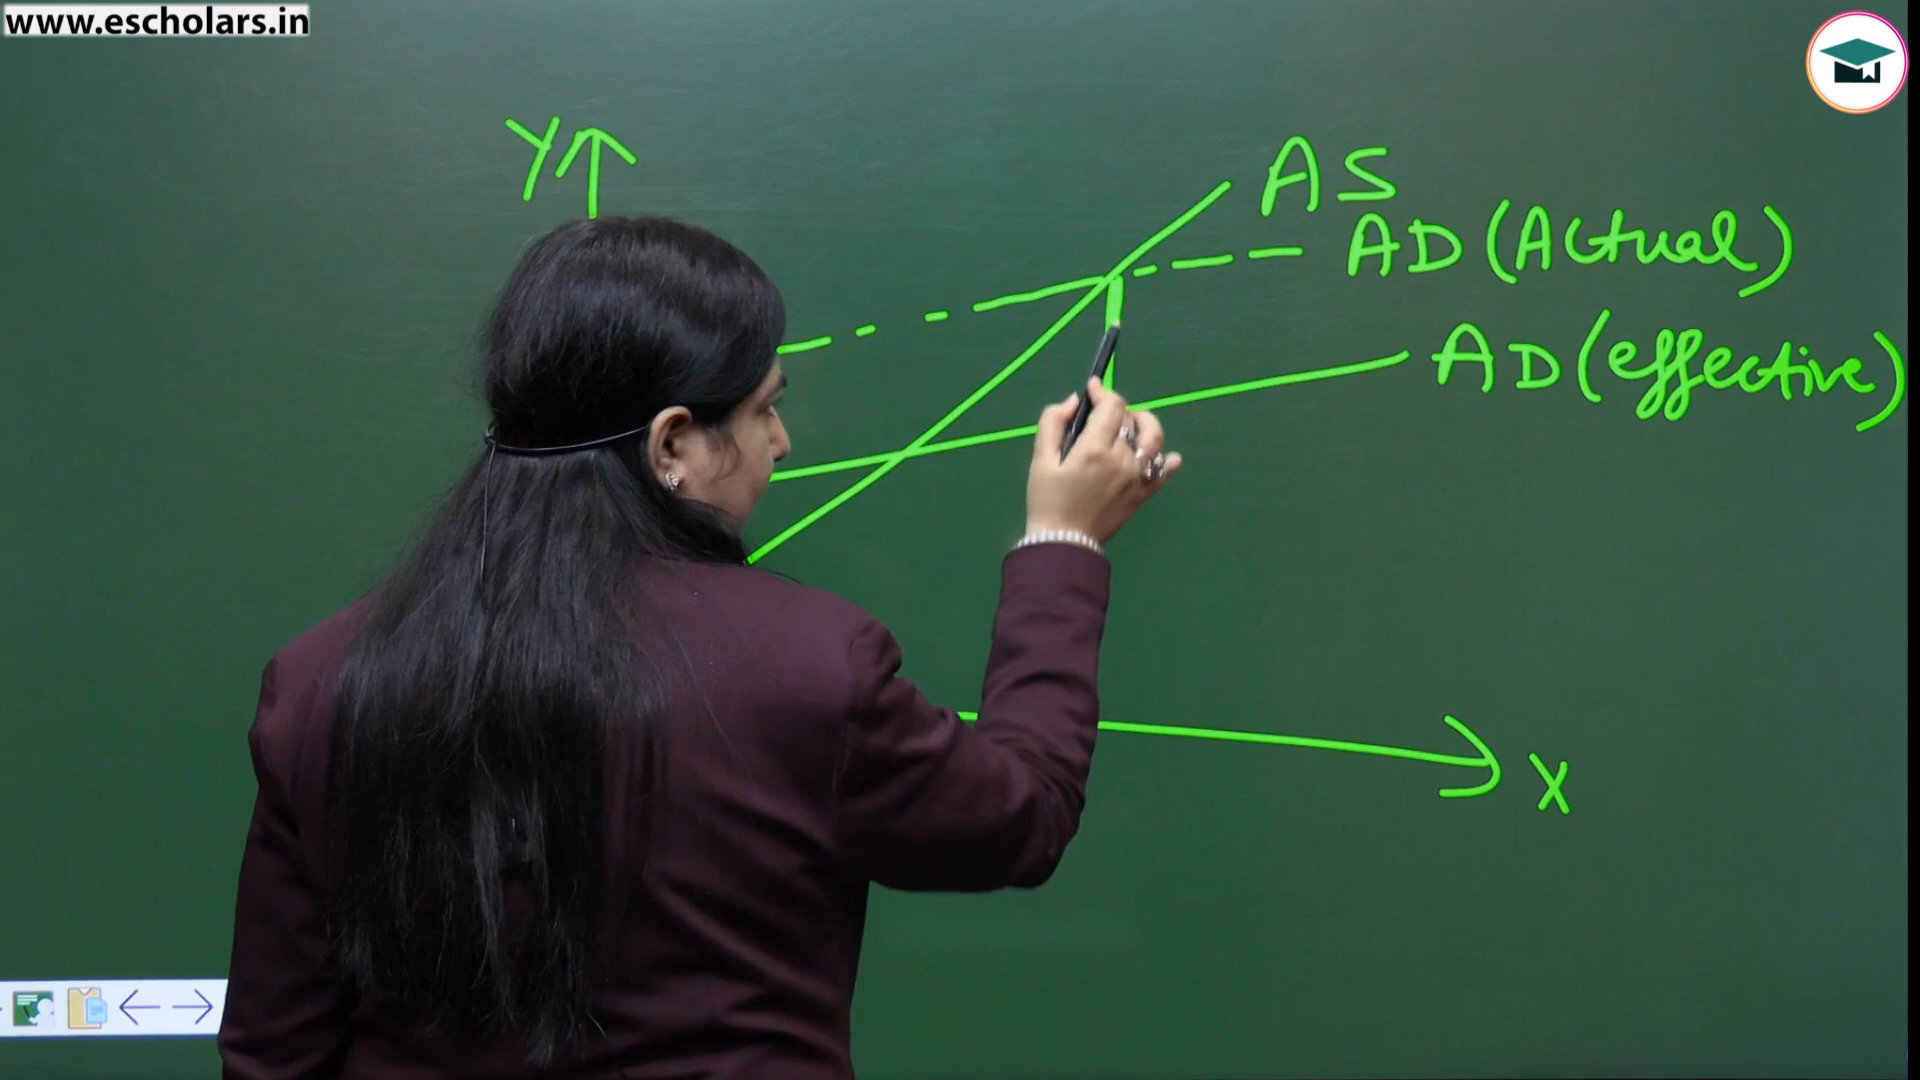 www.escholars.in
Y
AS
AD (Actual)
AD (effective)
X